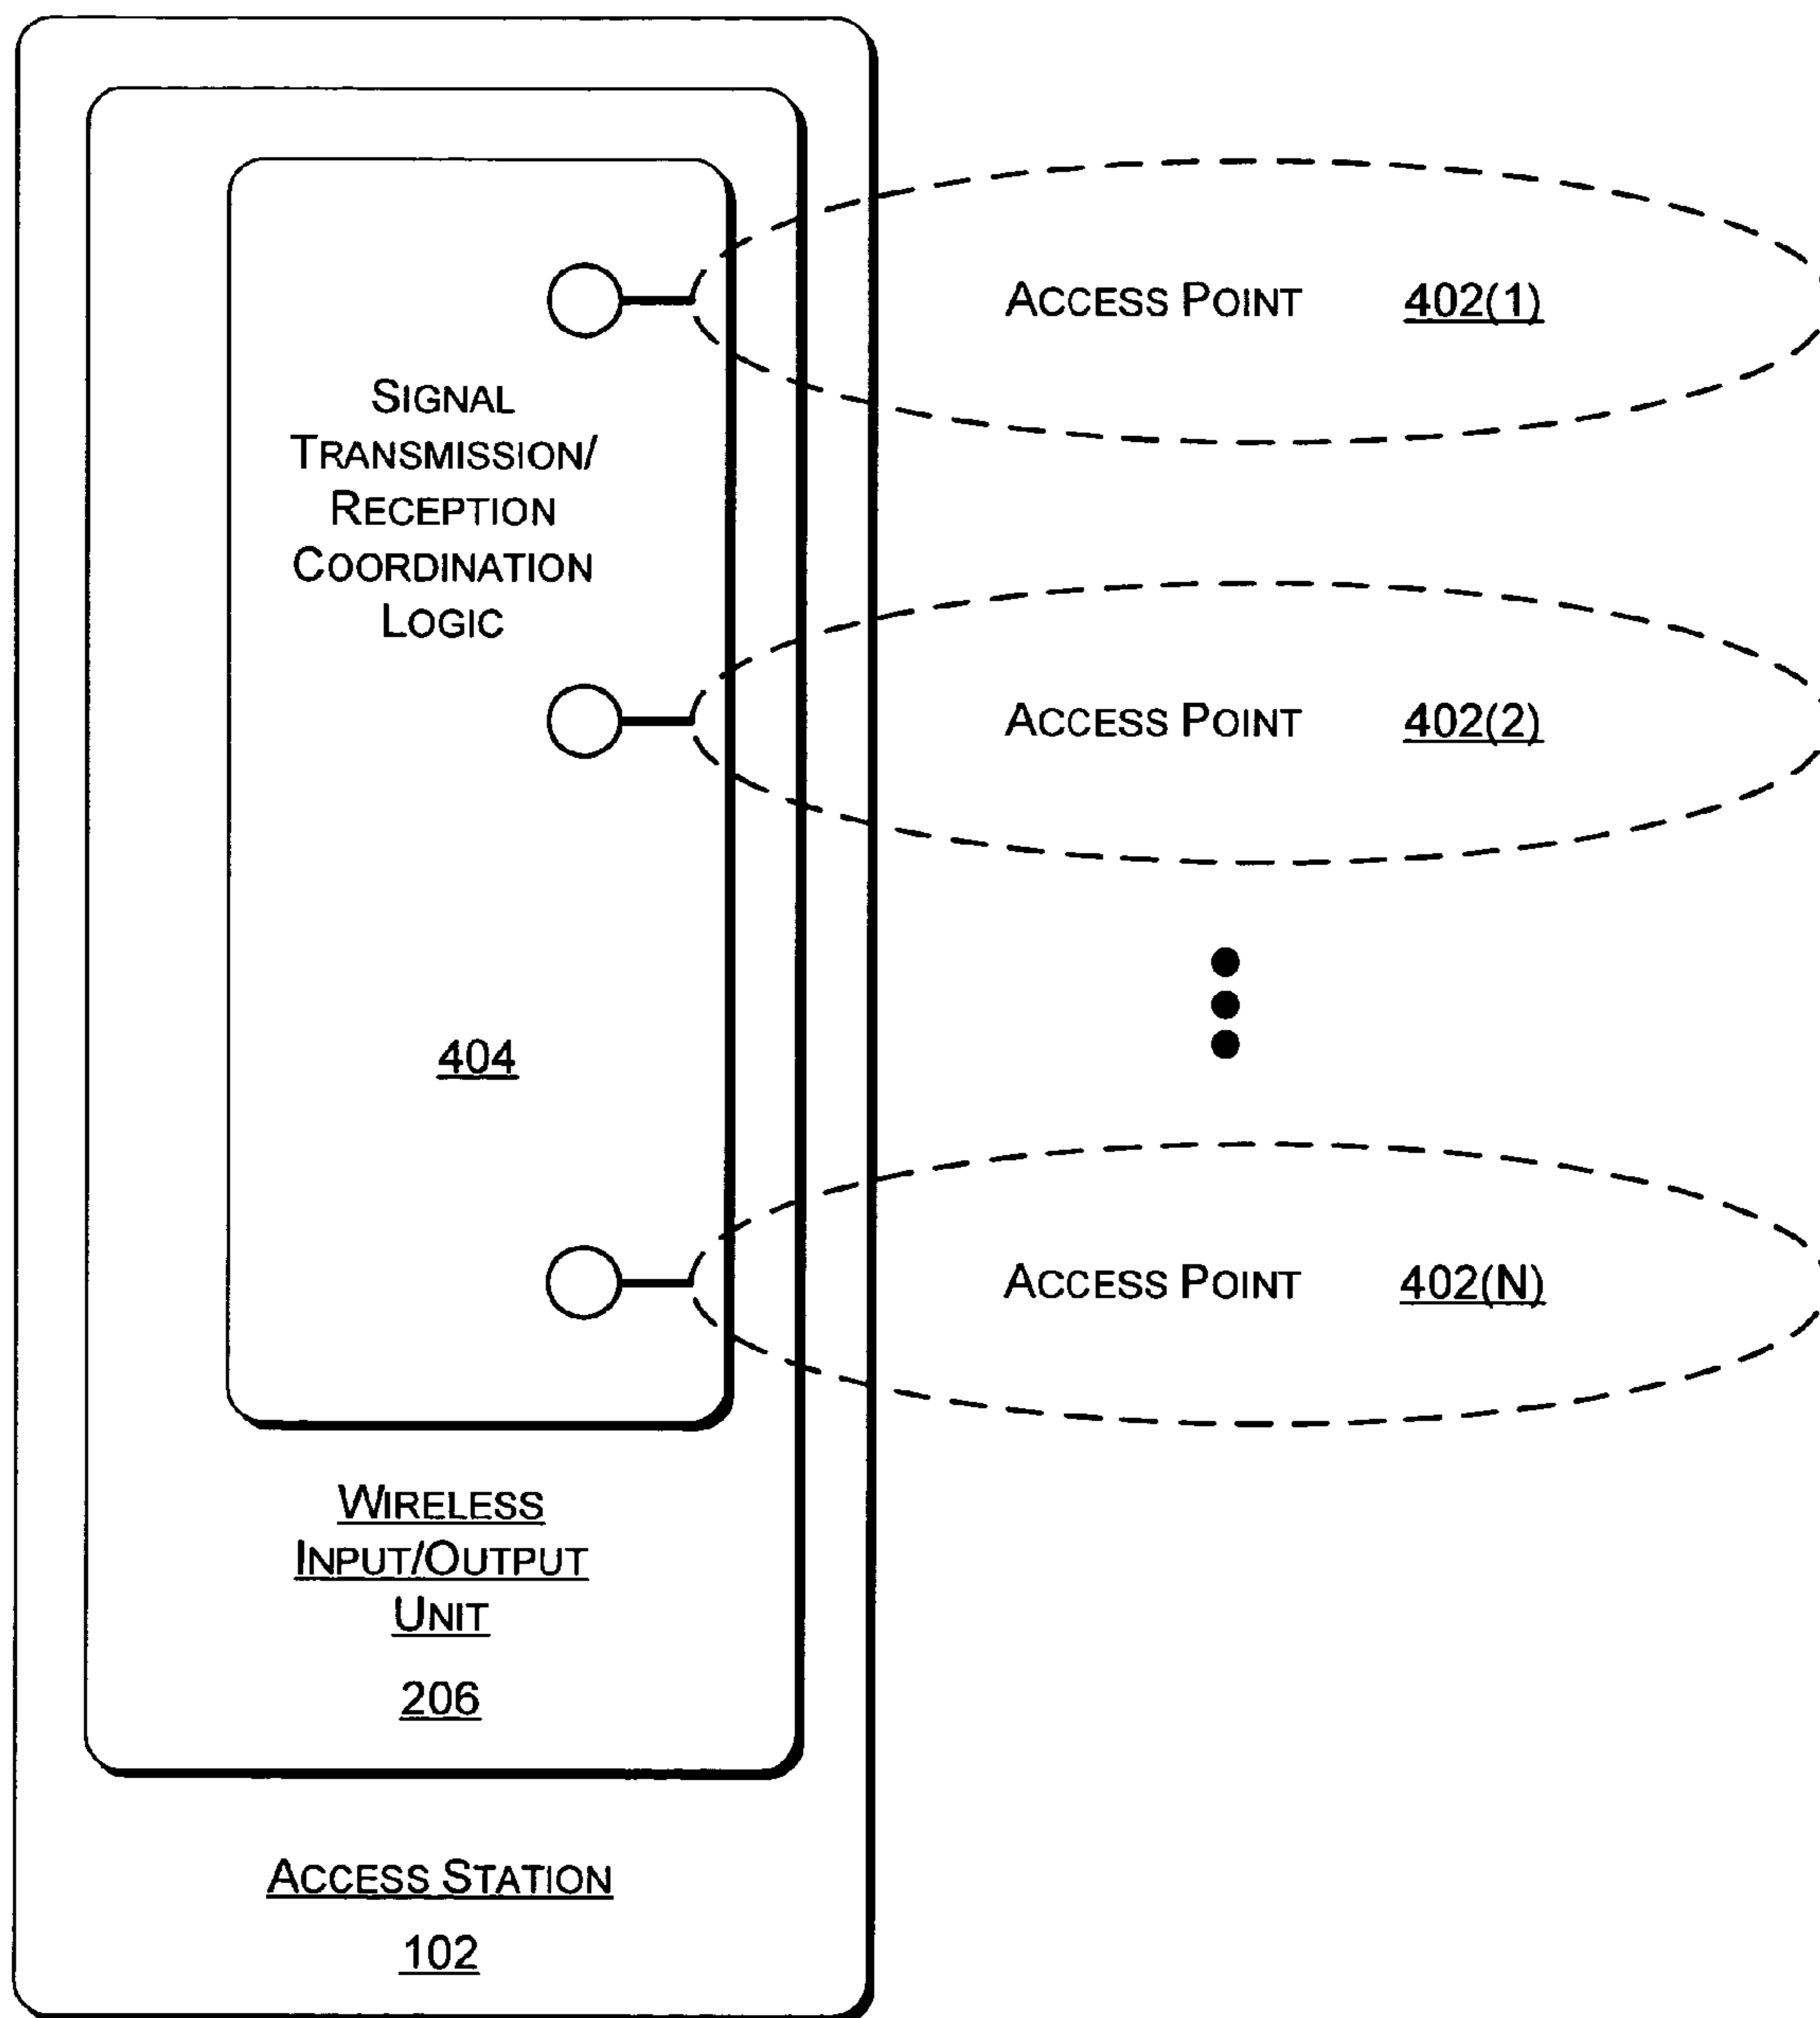 ACCESS POINT 402(1)
SIGNAL
TRANSMISSION/
RECEPTION
COORDINATION
LOGIC
ACCESS POINT 402(2)
404
ACCESS POINT 402(N)
WIRELESS
INPUT/OUTPUT
UNIT
206
ACCESS STATION
102